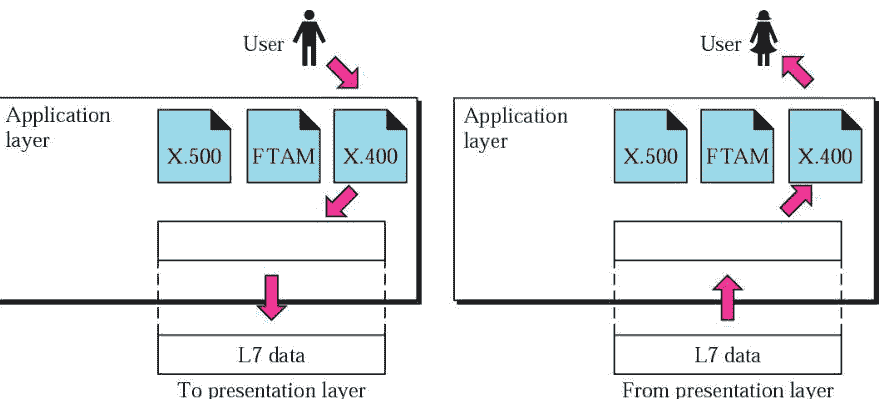 User
Application
layer
X.500 FTAM X.400
L7 data
To presentation layer
User
Application
layer
X.500 FTAM X.400
L7 data
From presentation layer